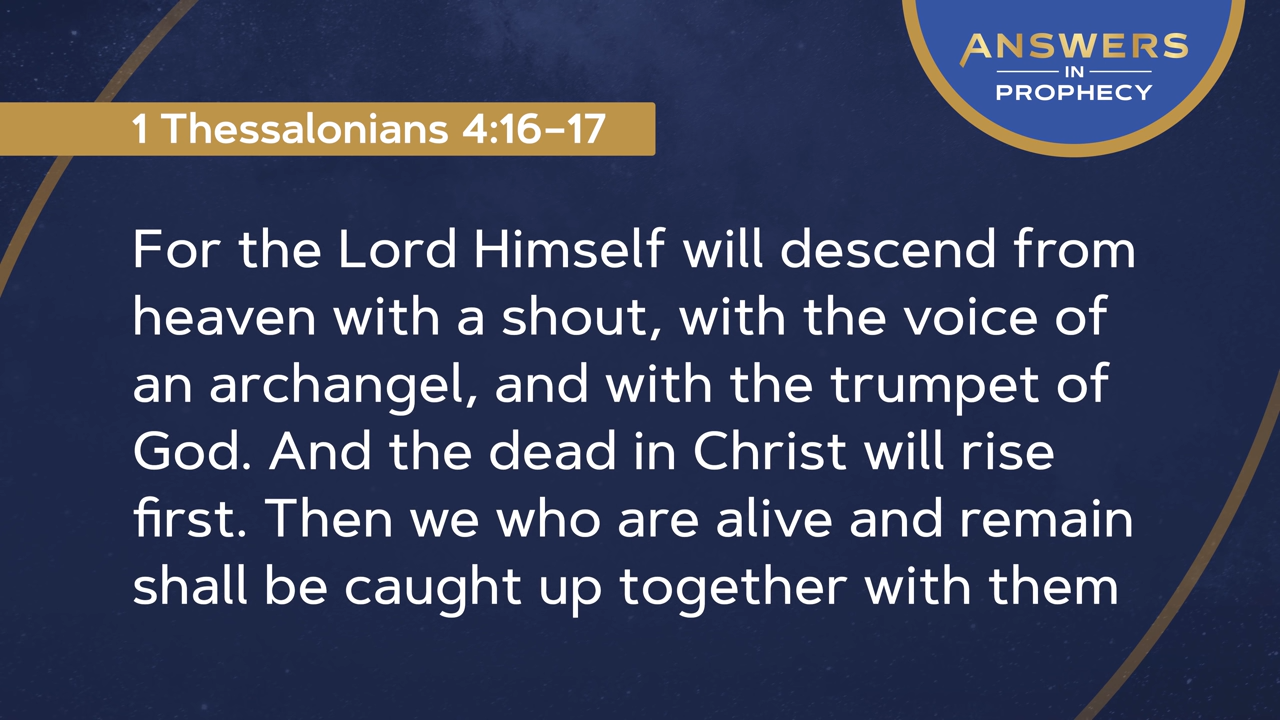 ANSWERS
IN
PROPHECY
1 Thessalonians 4:16–17
For the Lord Himself will descend from
heaven with a shout, with the voice of
an archangel, and with the trumpet of
God. And the dead in Christ will rise
first. Then we who are alive and remain
shall be caught up together with them